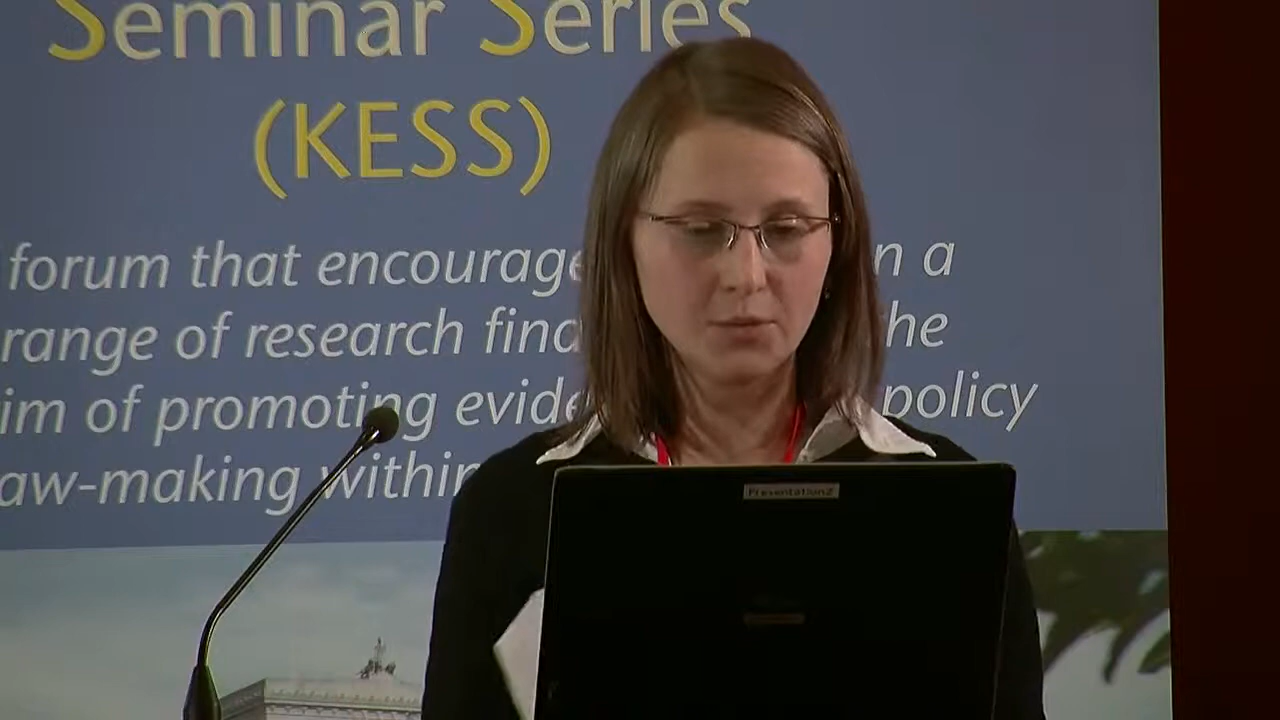 Seminar Series
(KESS)
forum that encourage n a
range of research find he
im of promoting evide policy
aw-making within
Presentation2